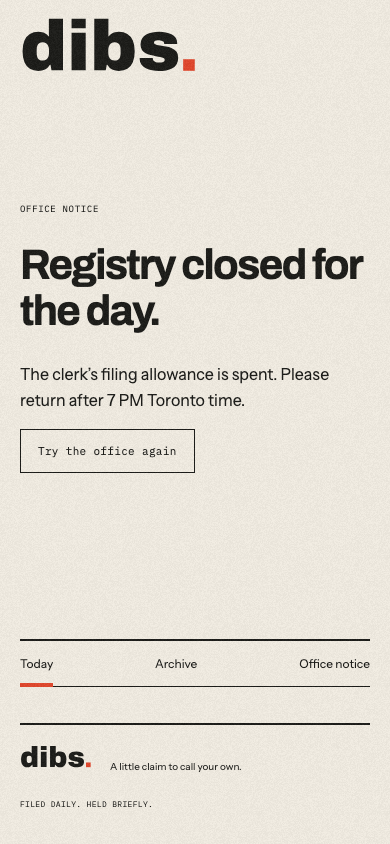 dibs.
OFFICE NOTICE
Registry closed for
the day.
The clerk’s filing allowance is spent. Please
return after 7 PM Toronto time.
Try the office again
Today Archive Office notice
dibs. A little claim to call your own.
FILED DAILY. HELD BRIEFLY.